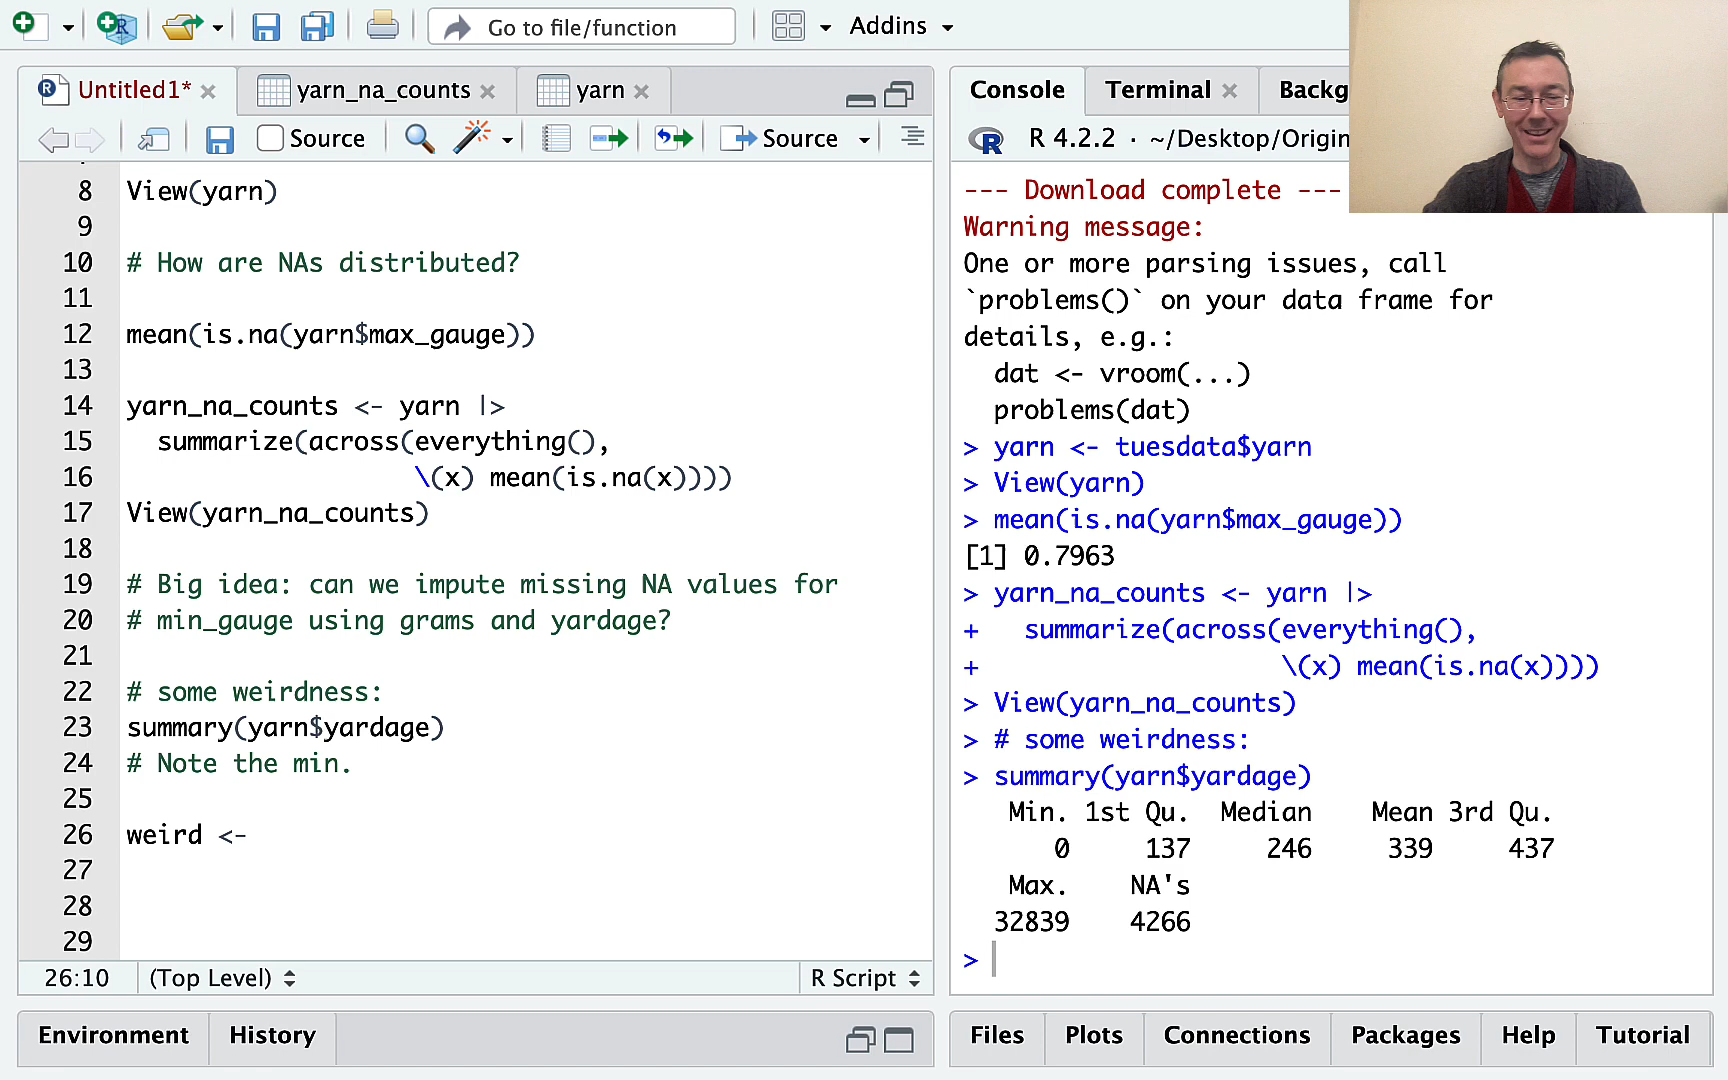 Go to file/function
Addins
Untitled1*
yarn_na_counts
yarn
Source
Source
8 View(yarn)
9
10 # How are NAs distributed?
11
12 mean(is.na(yarn$max_gauge))
13
14 yarn_na_counts <- yarn |>
15 summarize(across(everything(),
16 \(x) mean(is.na(x))))
17 View(yarn_na_counts)
18
19 # Big idea: can we impute missing NA values for
20 # min_gauge using grams and yardage?
21
22 # some weirdness:
23 summary(yarn$yardage)
24 # Note the min.
25
26 weird <-
27
28
29
26:10 (Top Level) R Script
Environment History
Console Terminal Backg
R 4.2.2 · ~/Desktop/Origin
--- Download complete ---
Warning message:
One or more parsing issues, call
`problems()` on your data frame for
details, e.g.:
dat <- vroom(...)
problems(dat)
> yarn <- tuesdata$yarn
> View(yarn)
> mean(is.na(yarn$max_gauge))
[1] 0.7963
> yarn_na_counts <- yarn |>
+ summarize(across(everything(),
+ \(x) mean(is.na(x))))
> View(yarn_na_counts)
> # some weirdness:
> summary(yarn$yardage)
Min. 1st Qu. Median Mean 3rd Qu.
0 137 246 339 437
Max. NA's
32839 4266
>
Files Plots Connections Packages Help Tutorial